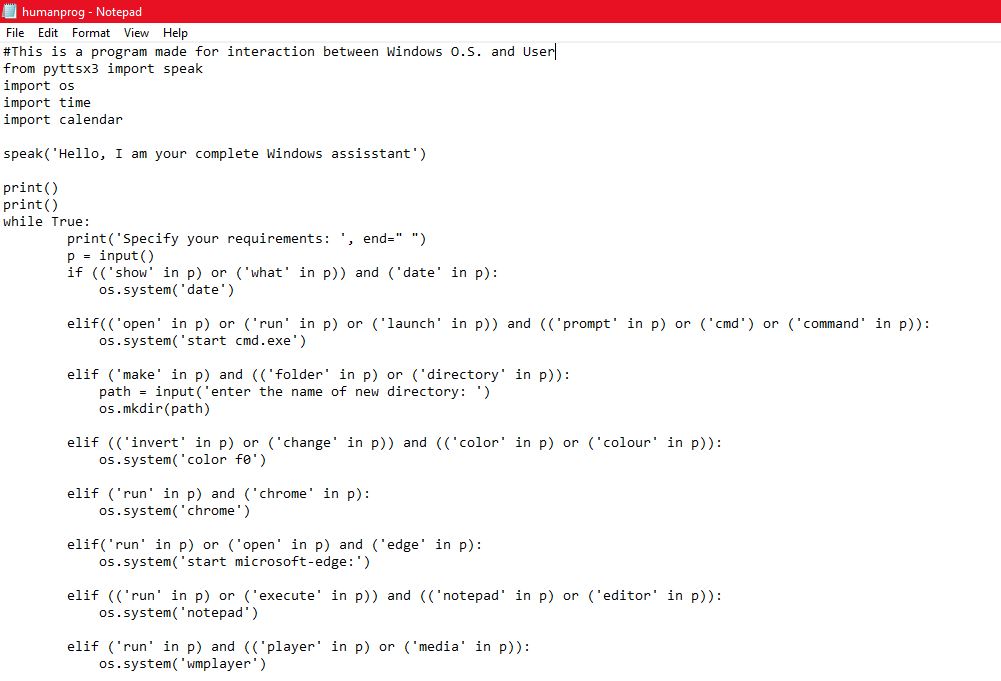 humanprog - Notepad
File Edit Format View Help
#This is a program made for interaction between Windows O.S. and User
from pyttsx3 import speak
import os
import time
import calendar

speak('Hello, I am your complete Windows assisstant')

print()
print()
while True:
        print('Specify your requirements: ', end=" ")
        p = input()
        if (('show' in p) or ('what' in p)) and ('date' in p):
            os.system('date')

        elif(('open' in p) or ('run' in p) or ('launch' in p)) and (('prompt' in p) or ('cmd') or ('command' in p)):
            os.system('start cmd.exe')

        elif ('make' in p) and (('folder' in p) or ('directory' in p)):
            path = input('enter the name of new directory: ')
            os.mkdir(path)

        elif (('invert' in p) or ('change' in p)) and (('color' in p) or ('colour' in p)):
            os.system('color f0')

        elif ('run' in p) and ('chrome' in p):
            os.system('chrome')

        elif('run' in p) or ('open' in p) and ('edge' in p):
            os.system('start microsoft-edge:')

        elif (('run' in p) or ('execute' in p)) and (('notepad' in p) or ('editor' in p)):
            os.system('notepad')

        elif ('run' in p) and (('player' in p) or ('media' in p)):
            os.system('wmplayer')